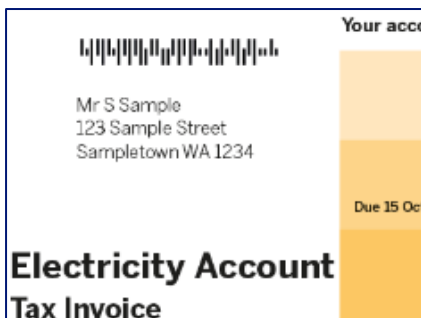 Your acco
Mr S Sample
123 Sample Street
Sampletown WA 1234
Due 15 Oc
Electricity Account
Tax Invoice